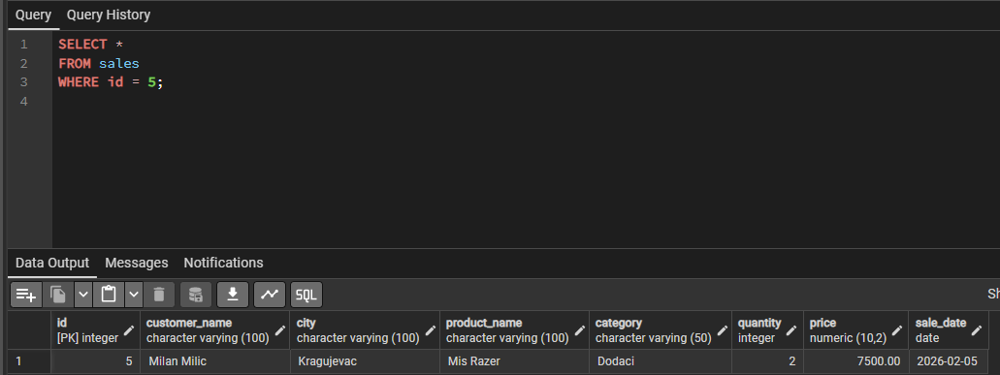 Query Query History
1 SELECT *
2 FROM sales
3 WHERE id = 5;
4
Data Output Messages Notifications
SQL
id customer_name city product_name category quantity price sale_date
[PK] integer character varying (100) character varying (100) character varying (100) character varying (50) integer numeric (10,2) date
1 5 Milan Milic Kragujevac Mis Razer Dodaci 2 7500.00 2026-02-05